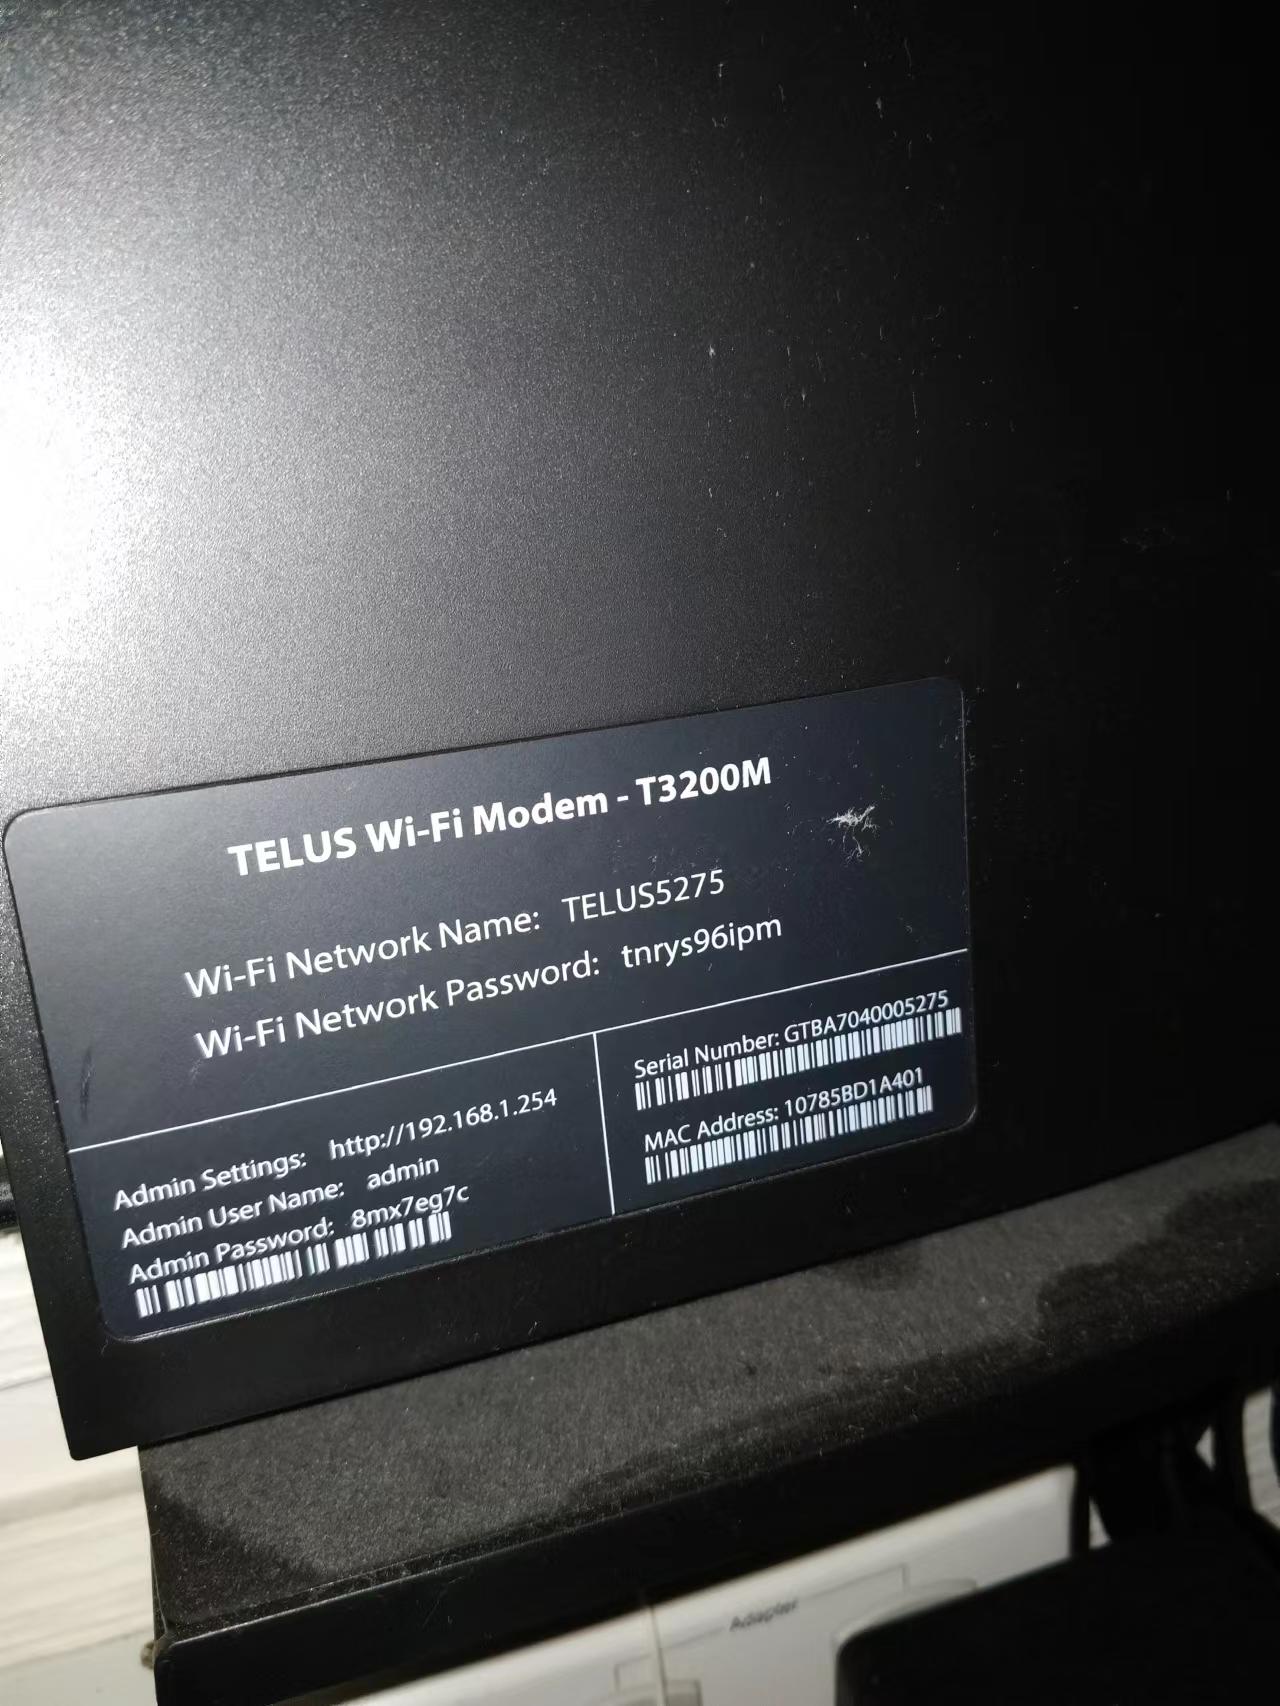 TELUS Wi-Fi Modem - T3200M
Wi-Fi Network Name: TELUS5275
Wi-Fi Network Password: tnrys96ipm
Admin Settings: http://192.168.1.254
Admin User Name: admin
Admin Password: 8mx7eg7c
Serial Number: GTBA7040005275
MAC Address: 10785BD1A401
Adapter